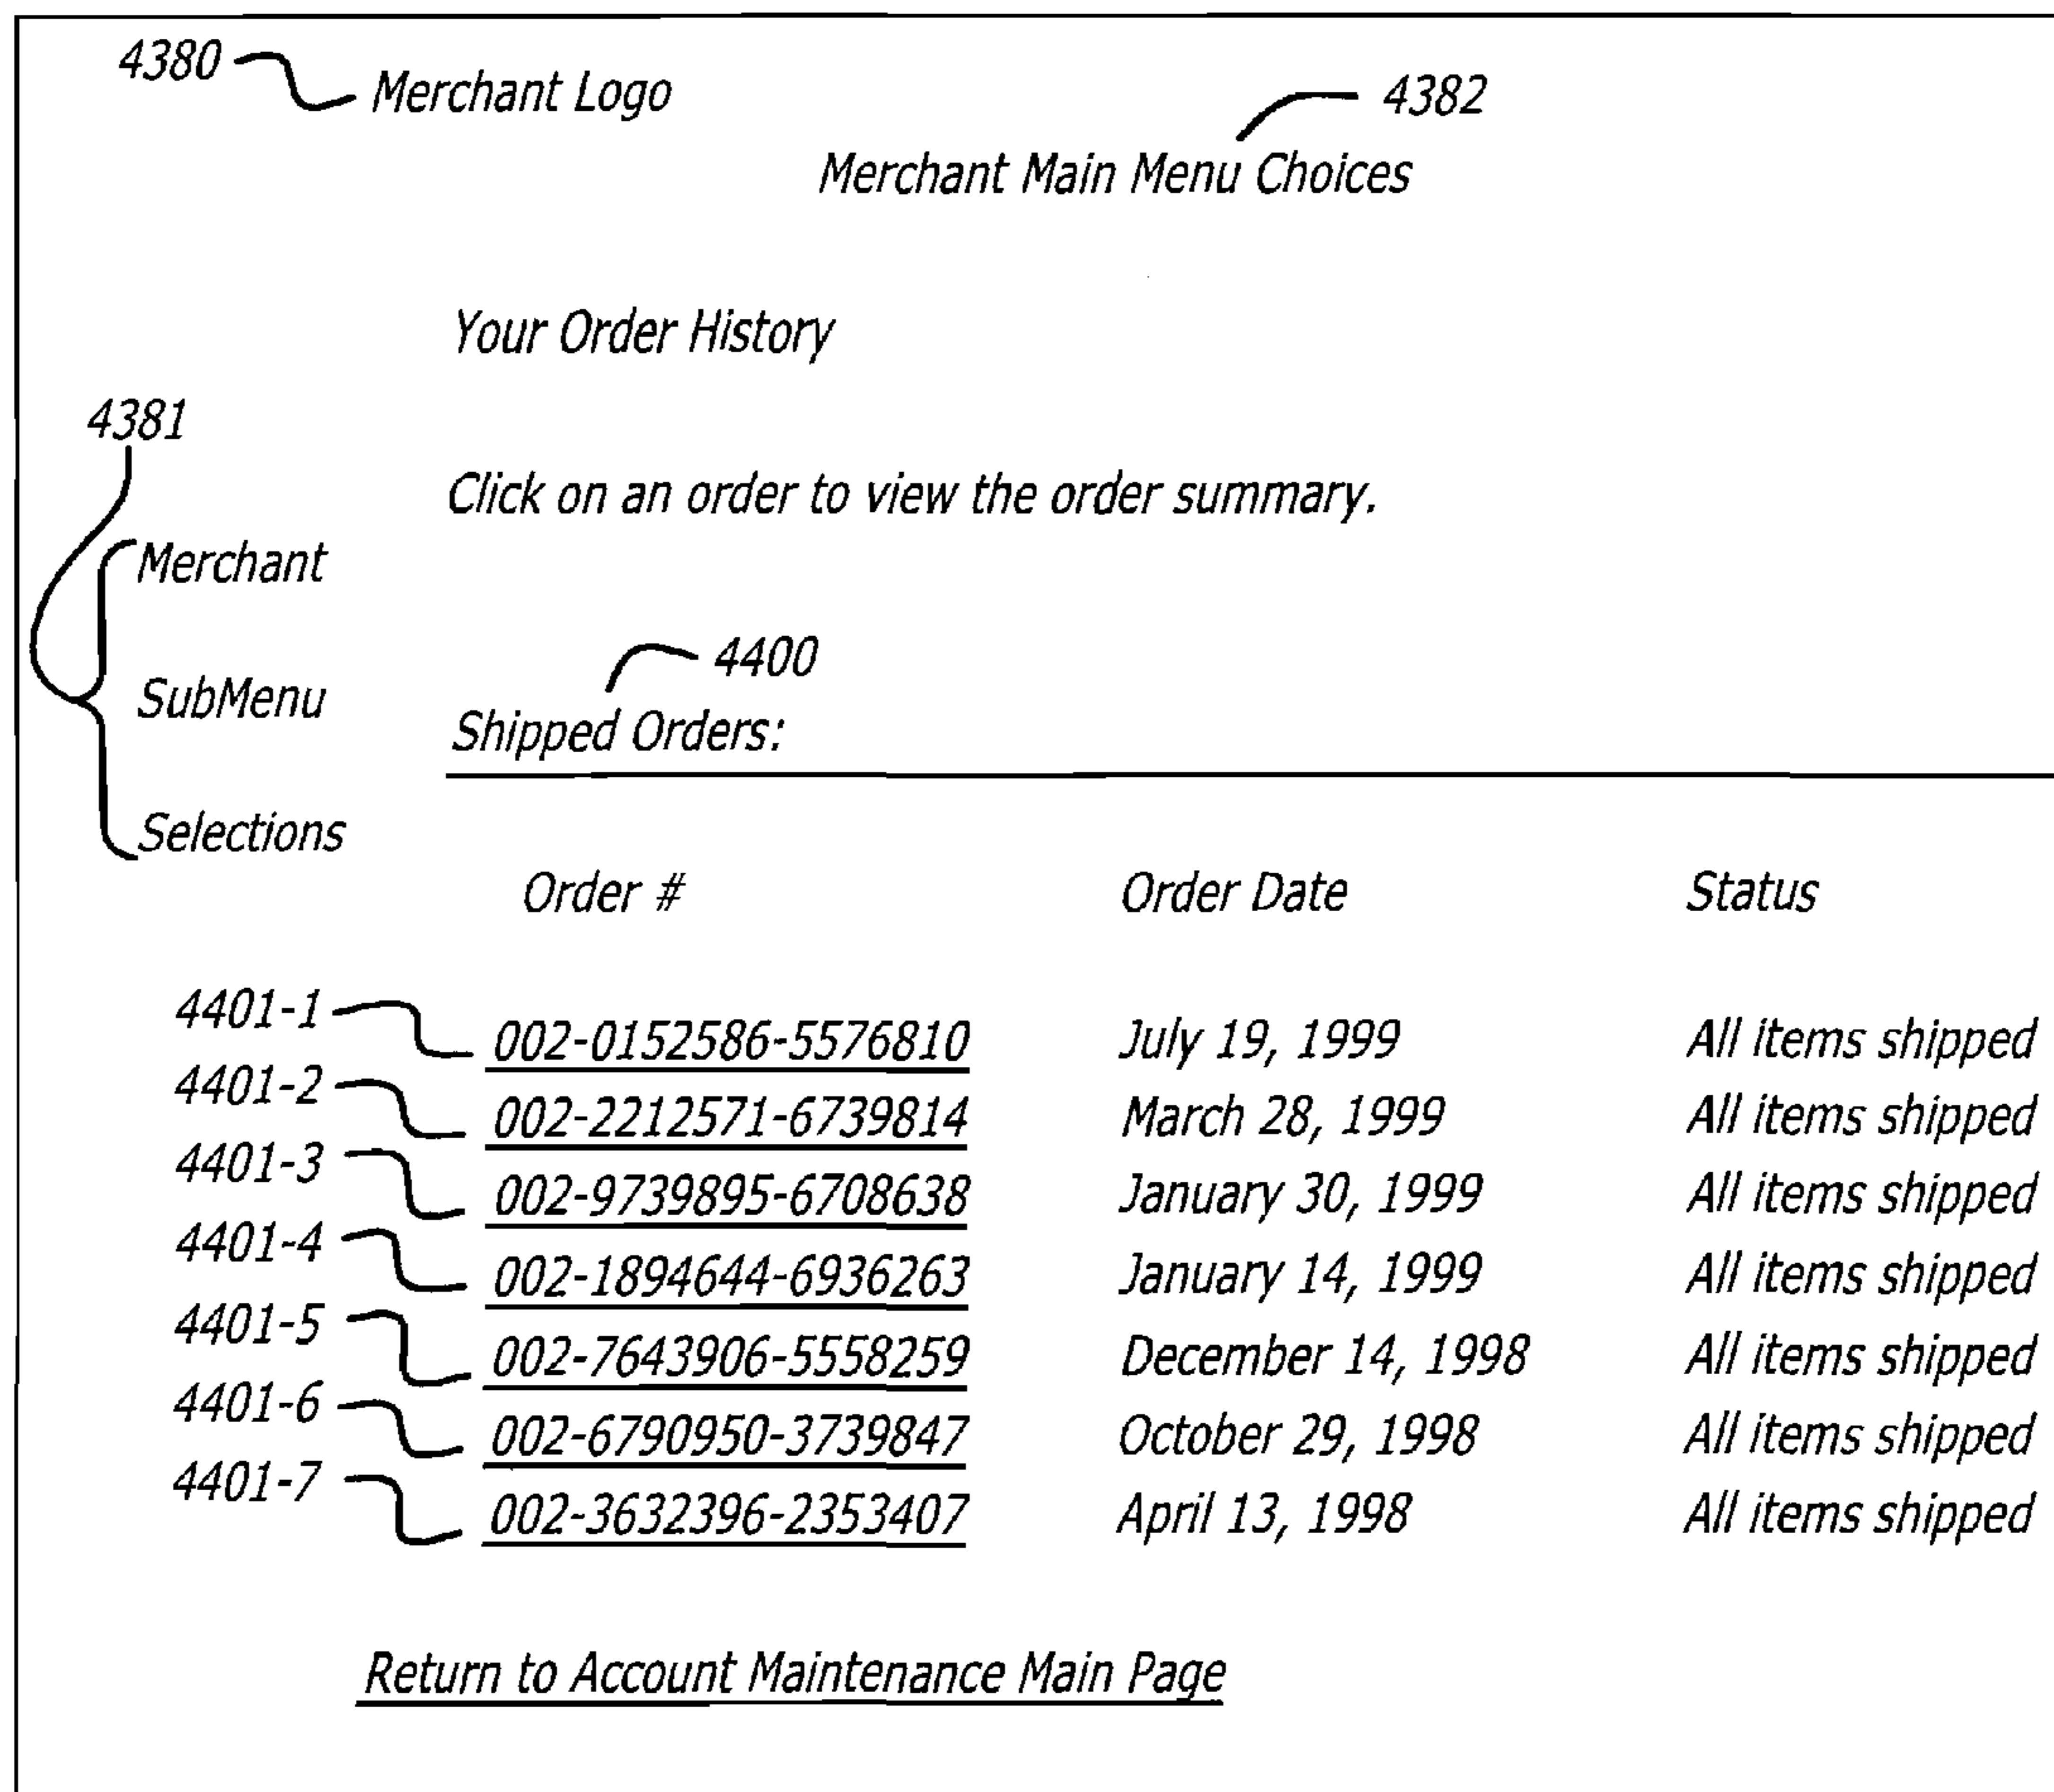 4380 Merchant Logo
4382
Merchant Main Menu Choices
Your Order History
4381
Click on an order to view the order summary.
Merchant
4400
SubMenu
Shipped Orders:
Selections
Order # Order Date Status
4401-1 002-0152586-5576810 July 19, 1999 All items shipped
4401-2 002-2212571-6739814 March 28, 1999 All items shipped
4401-3 002-9739895-6708638 January 30, 1999 All items shipped
4401-4 002-1894644-6936263 January 14, 1999 All items shipped
4401-5 002-7643906-5558259 December 14, 1998 All items shipped
4401-6 002-6790950-3739847 October 29, 1998 All items shipped
4401-7 002-3632396-2353407 April 13, 1998 All items shipped
Return to Account Maintenance Main Page